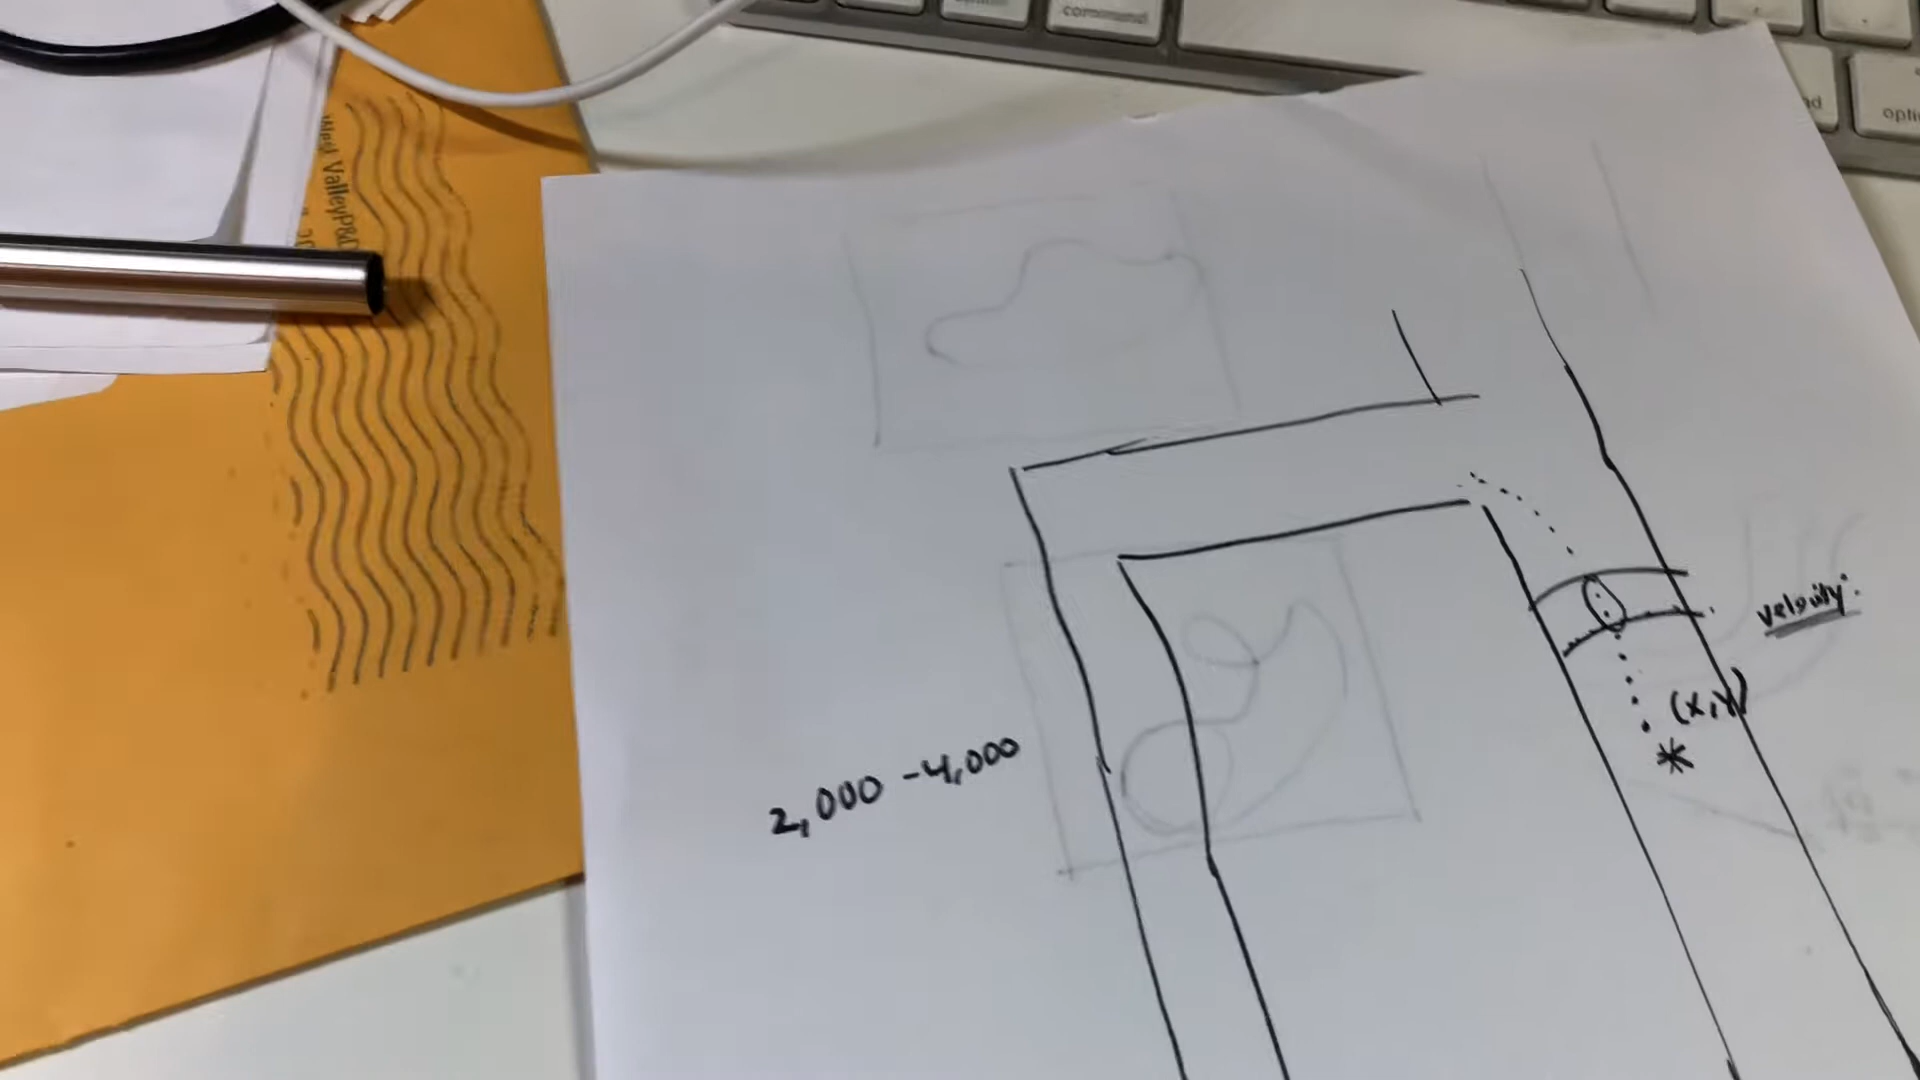 command
option
velocity:
(x,y)
*
2,000 - 4,000